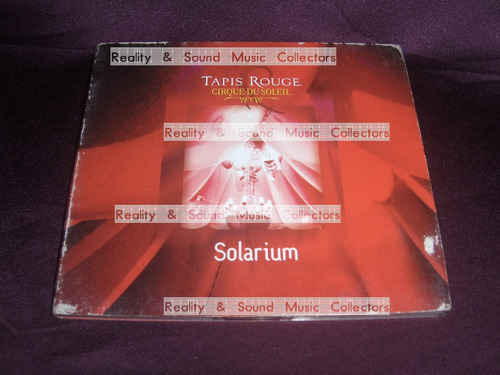 Reality & Sound Music Collectors
TAPIS ROUGE
CIRQUE DU SOLEIL
Reality & Sound Music Collectors
Reality & Sound Music Collectors
Solarium
Reality & Sound Music Collectors